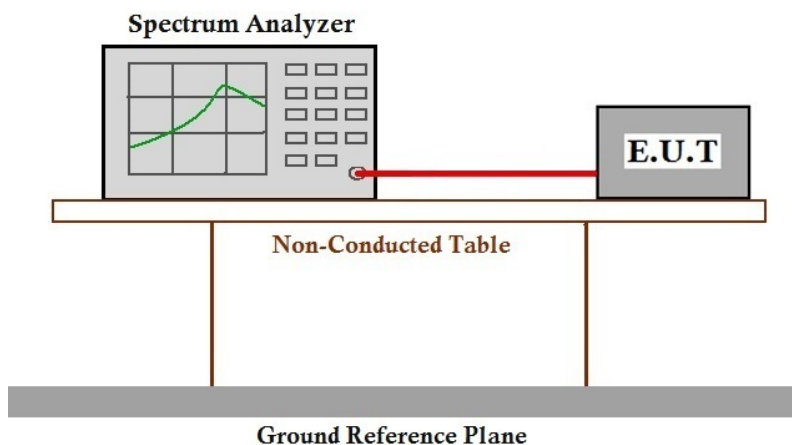 Spectrum Analyzer
E.U.T
Non-Conducted Table
Ground Reference Plane